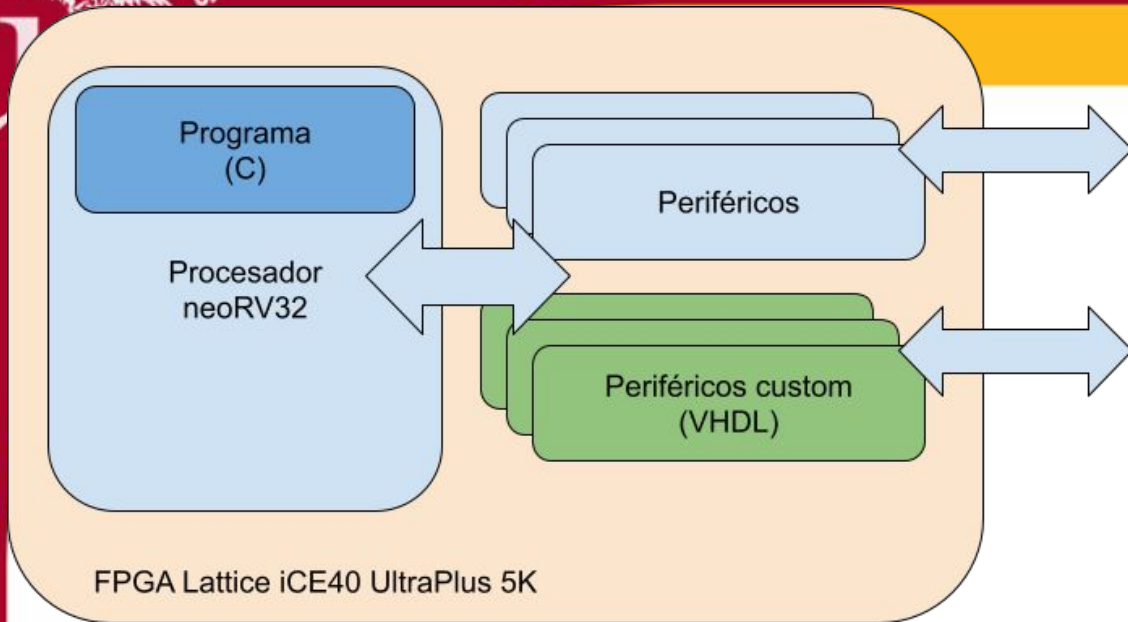 Programa
(C)
Procesador
neoRV32
Periféricos
Periféricos custom
(VHDL)
FPGA Lattice iCE40 UltraPlus 5K